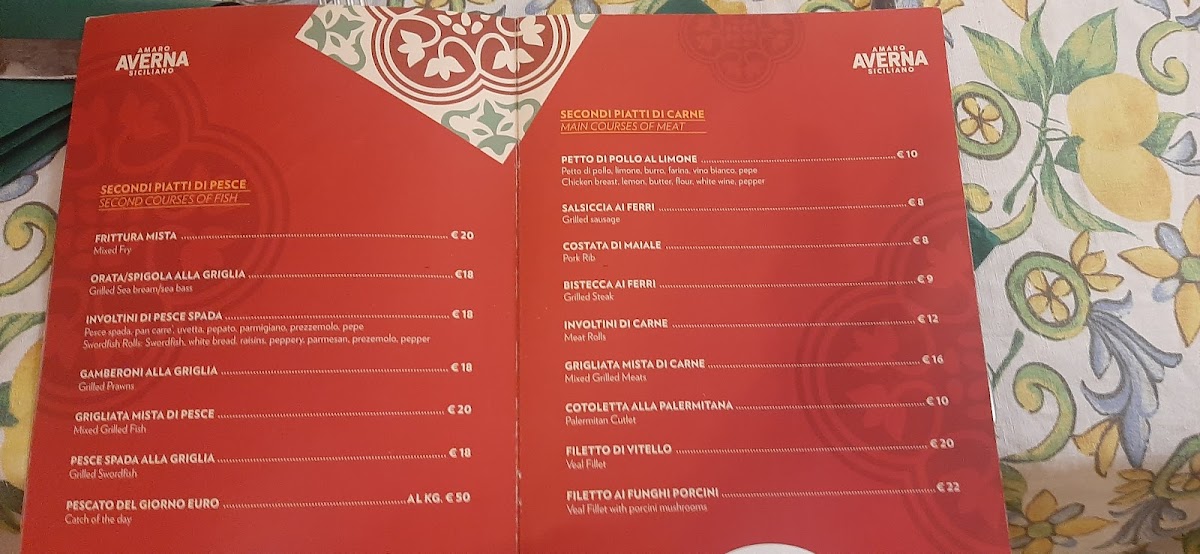 AMARO
AVERNA
SICILIANO
SECONDI PIATTI DI PESCE
SECOND COURSES OF FISH
FRITTURA MISTA € 20
Mixed Fry
ORATA/SPIGOLA ALLA GRIGLIA €18
Grilled Sea bream/sea bass
INVOLTINI DI PESCE SPADA € 18
Pesce spada, pan carre', uvetta, pepato, parmigiano, prezzemolo, pepe
Swordfish Rolls: Swordfish, white bread, raisins, peppery, parmesan, prezemolo, pepper
GAMBERONI ALLA GRIGLIA € 18
Grilled Prawns
GRIGLIATA MISTA DI PESCE € 20
Mixed Grilled Fish
PESCE SPADA ALLA GRIGLIA € 18
Grilled Swordfish
PESCATO DEL GIORNO EURO AL KG. € 50
Catch of the day
AMARO
AVERNA
SICILIANO
SECONDI PIATTI DI CARNE
MAIN COURSES OF MEAT
PETTO DI POLLO AL LIMONE € 10
Petto di pollo, limone, burro, farina, vino bianco, pepe
Chicken breast, lemon, butter, flour, white wine, pepper
SALSICCIA AI FERRI € 8
Grilled sausage
COSTATA DI MAIALE € 8
Pork Rib
BISTECCA AI FERRI € 9
Grilled Steak
INVOLTINI DI CARNE € 12
Meat Rolls
GRIGLIATA MISTA DI CARNE € 16
Mixed Grilled Meats
COTOLETTA ALLA PALERMITANA € 10
Palermitan Cutlet
FILETTO DI VITELLO € 20
Veal Fillet
FILETTO AI FUNGHI PORCINI € 22
Veal Fillet with porcini mushrooms